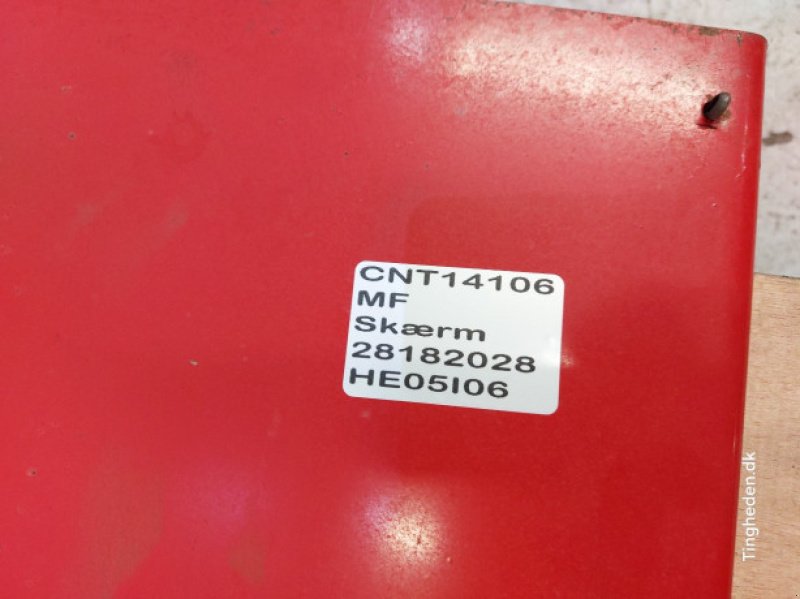 CNT14106
MF
Skærm
28182028
HE05I06
Tingheden.dk